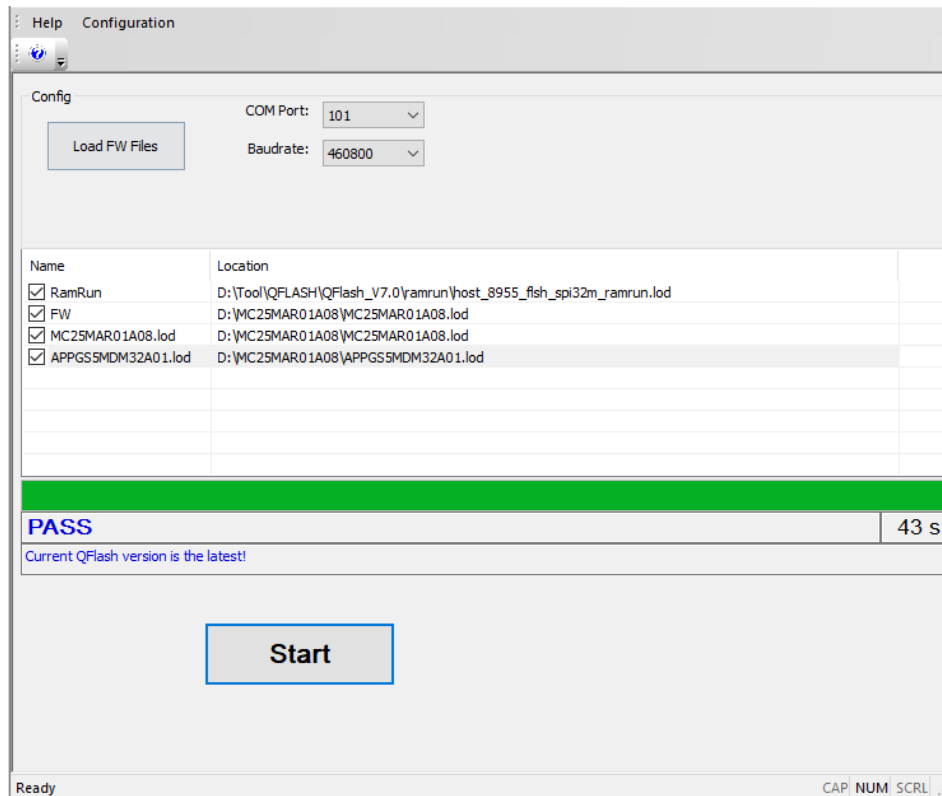 Help Configuration
Config
COM Port: 101
Load FW Files
Baudrate: 460800
Name Location
RamRun D:\Tool\QFLASH\QFlash_V7.0\ramrun\host_8955_flsh_spi32m_ramrun.lod
FW D:\MC25MAR01A08\MC25MAR01A08.lod
MC25MAR01A08.lod D:\MC25MAR01A08\MC25MAR01A08.lod
APPGS5MDM32A01.lod D:\MC25MAR01A08\APPGS5MDM32A01.lod
PASS 43 s
Current QFlash version is the latest!
Start
Ready CAP NUM SCRL